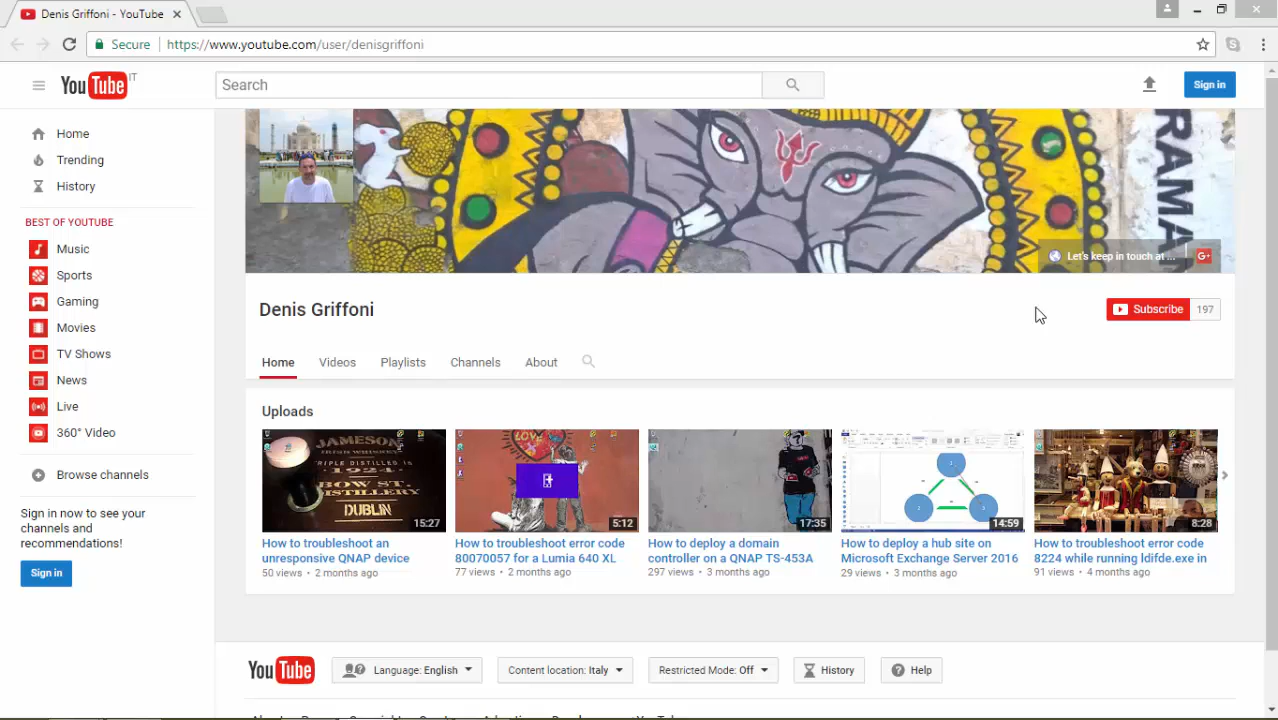 Denis Griffoni - YouTube
Secure
https://www.youtube.com/user/denisgriffoni
YouTube IT
Search
Sign in
Home
Trending
History
BEST OF YOUTUBE
Music
Sports
Gaming
Movies
TV Shows
News
Live
360° Video
Browse channels
Sign in now to see your
channels and
recommendations!
Sign in
RAMAN
Let's keep in touch at ...
G+
Denis Griffoni
Subscribe 197
Home Videos Playlists Channels About
Uploads
JAMESON
TRIPLE DISTILLED
BOW ST.
DISTILLERY
DUBLIN
15:27
How to troubleshoot an
unresponsive QNAP device
50 views • 2 months ago
LOVE
5:12
How to troubleshoot error code
80070057 for a Lumia 640 XL
77 views • 2 months ago
17:35
How to deploy a domain
controller on a QNAP TS-453A
297 views • 3 months ago
14:59
How to deploy a hub site on
Microsoft Exchange Server 2016
29 views • 3 months ago
8:28
How to troubleshoot error code
8224 while running ldifde.exe in
91 views • 4 months ago
YouTube
Language: English
Content location: Italy
Restricted Mode: Off
History
Help